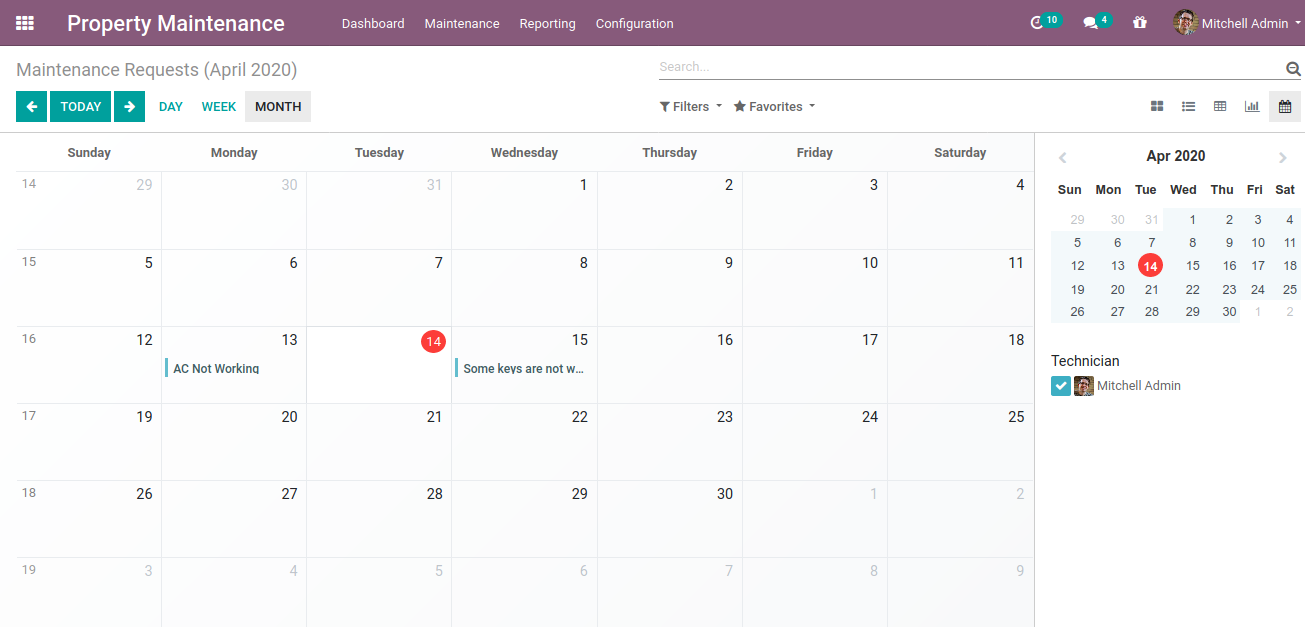 Property Maintenance Dashboard Maintenance Reporting Configuration 10 4 Mitchell Admin
Maintenance Requests (April 2020) Search...
TODAY DAY WEEK MONTH Filters Favorites
Sunday Monday Tuesday Wednesday Thursday Friday Saturday
14 29 30 31 1 2 3 4
15 5 6 7 8 9 10 11
16 12 13 14 15 16 17 18
AC Not Working Some keys are not w...
17 19 20 21 22 23 24 25
18 26 27 28 29 30 1 2
19 3 4 5 6 7 8 9
Apr 2020
Sun Mon Tue Wed Thu Fri Sat
29 30 31 1 2 3 4
5 6 7 8 9 10 11
12 13 14 15 16 17 18
19 20 21 22 23 24 25
26 27 28 29 30 1 2
Technician
Mitchell Admin